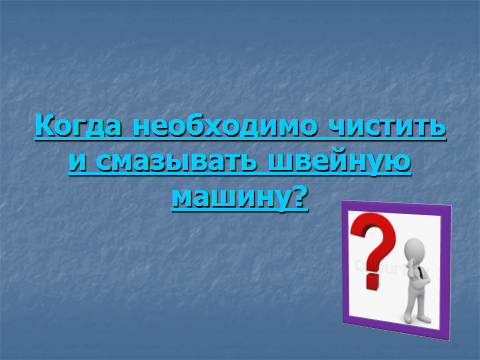 Когда необходимо чистить
и смазывать швейную
машину?